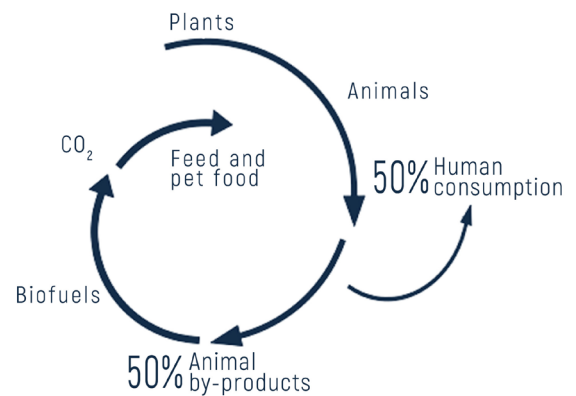 Plants
Animals
50% Human
consumption
50% Animal
by-products
Biofuels
CO₂
Feed and
pet food